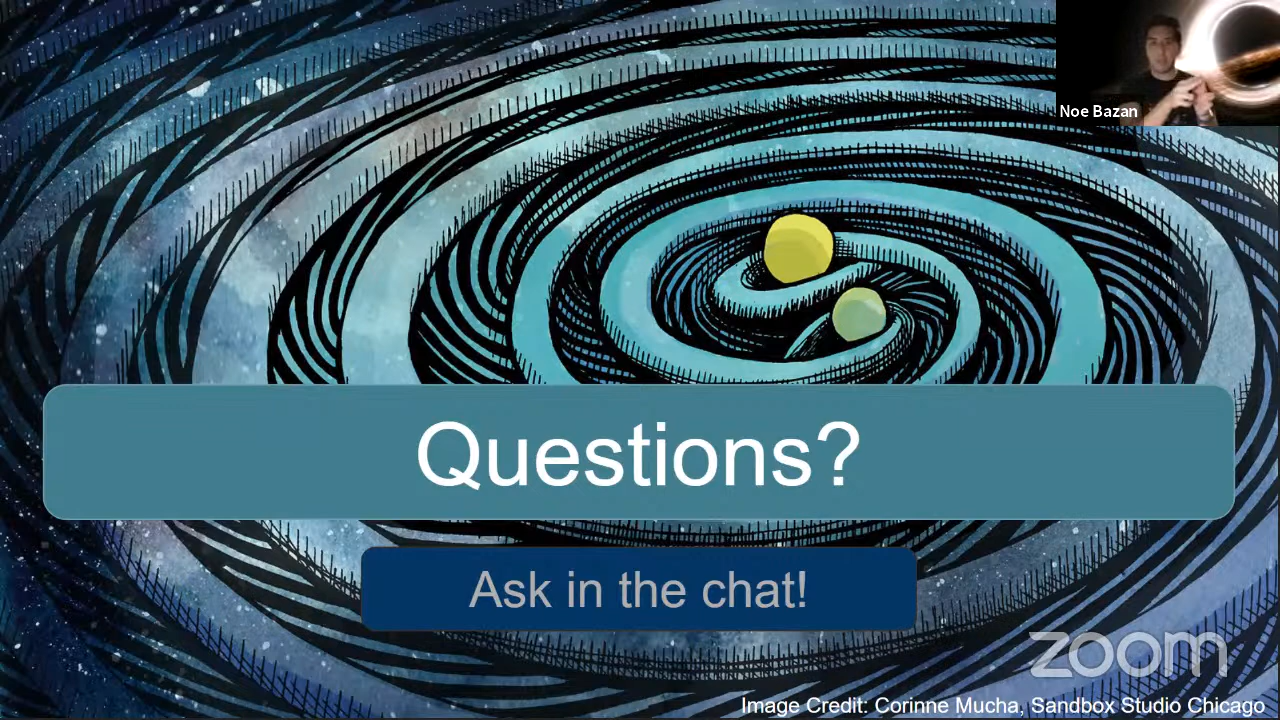 Noe Bazan
Questions?
Ask in the chat!
zoom
Image Credit: Corinne Mucha, Sandbox Studio Chicago